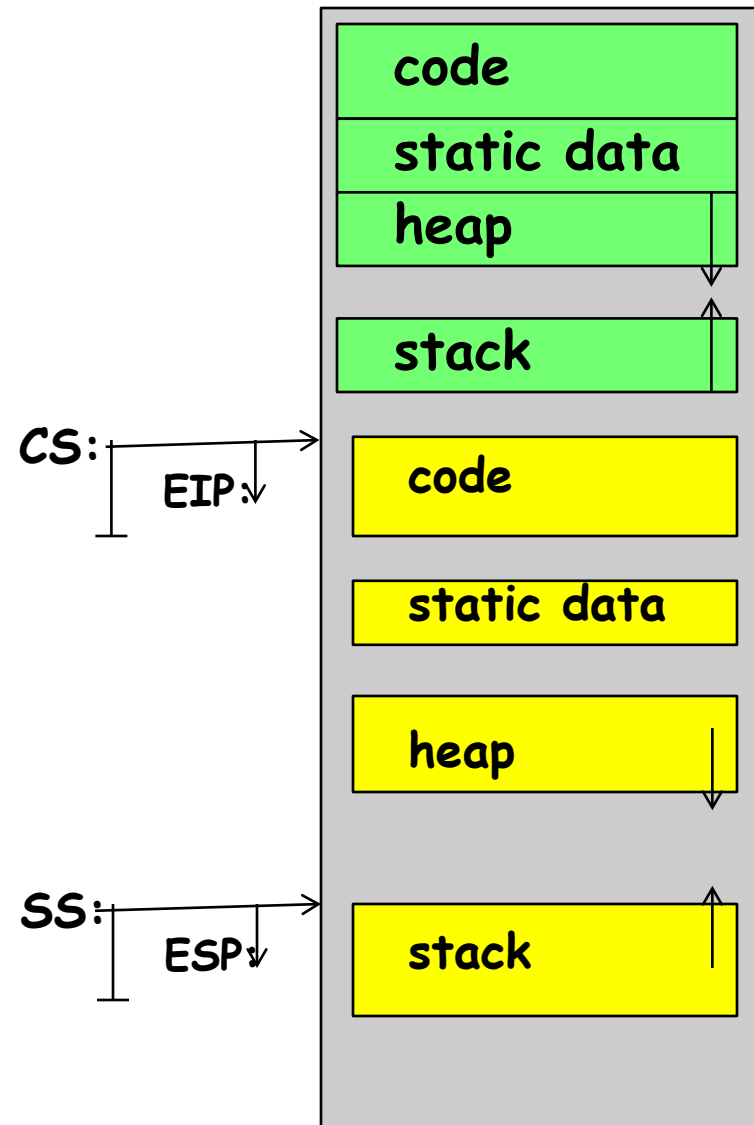 code
static data
heap
stack
CS:
EIP:
code
static data
heap
SS:
ESP:
stack